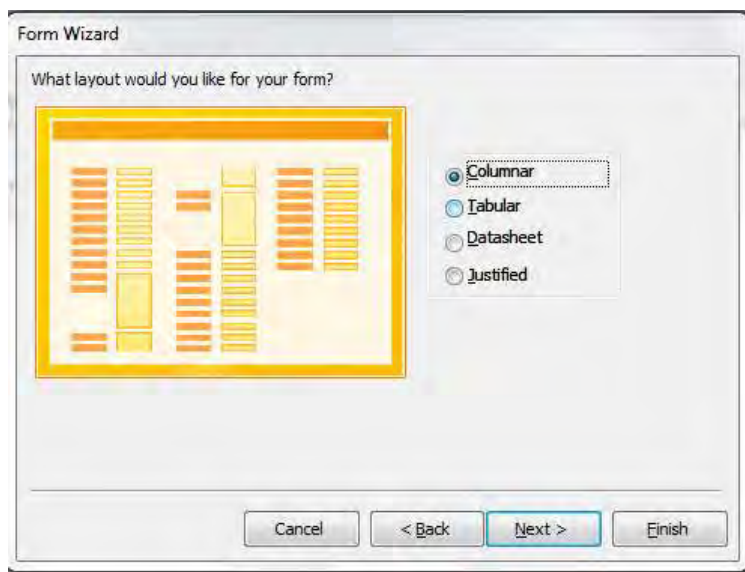 Form Wizard
What layout would you like for your form?
Columnar
Tabular
Datasheet
Justified
Cancel
< Back
Next >
Finish